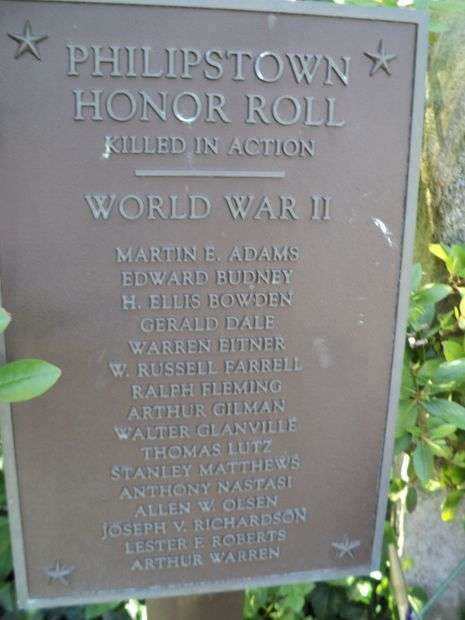 PHILIPSTOWN
HONOR ROLL
KILLED IN ACTION
WORLD WAR II
MARTIN E. ADAMS
EDWARD BUDNEY
H. ELLIS BOWDEN
GERALD DALE
WARREN EITNER
W. RUSSELL FARRELL
RALPH FLEMING
ARTHUR GILMAN
WALTER GLANVILLE
THOMAS LUTZ
STANLEY MATTHEWS
ANTHONY NASTASI
ALLEN W. OLSEN
JOSEPH V. RICHARDSON
LESTER F. ROBERTS
ARTHUR WARREN